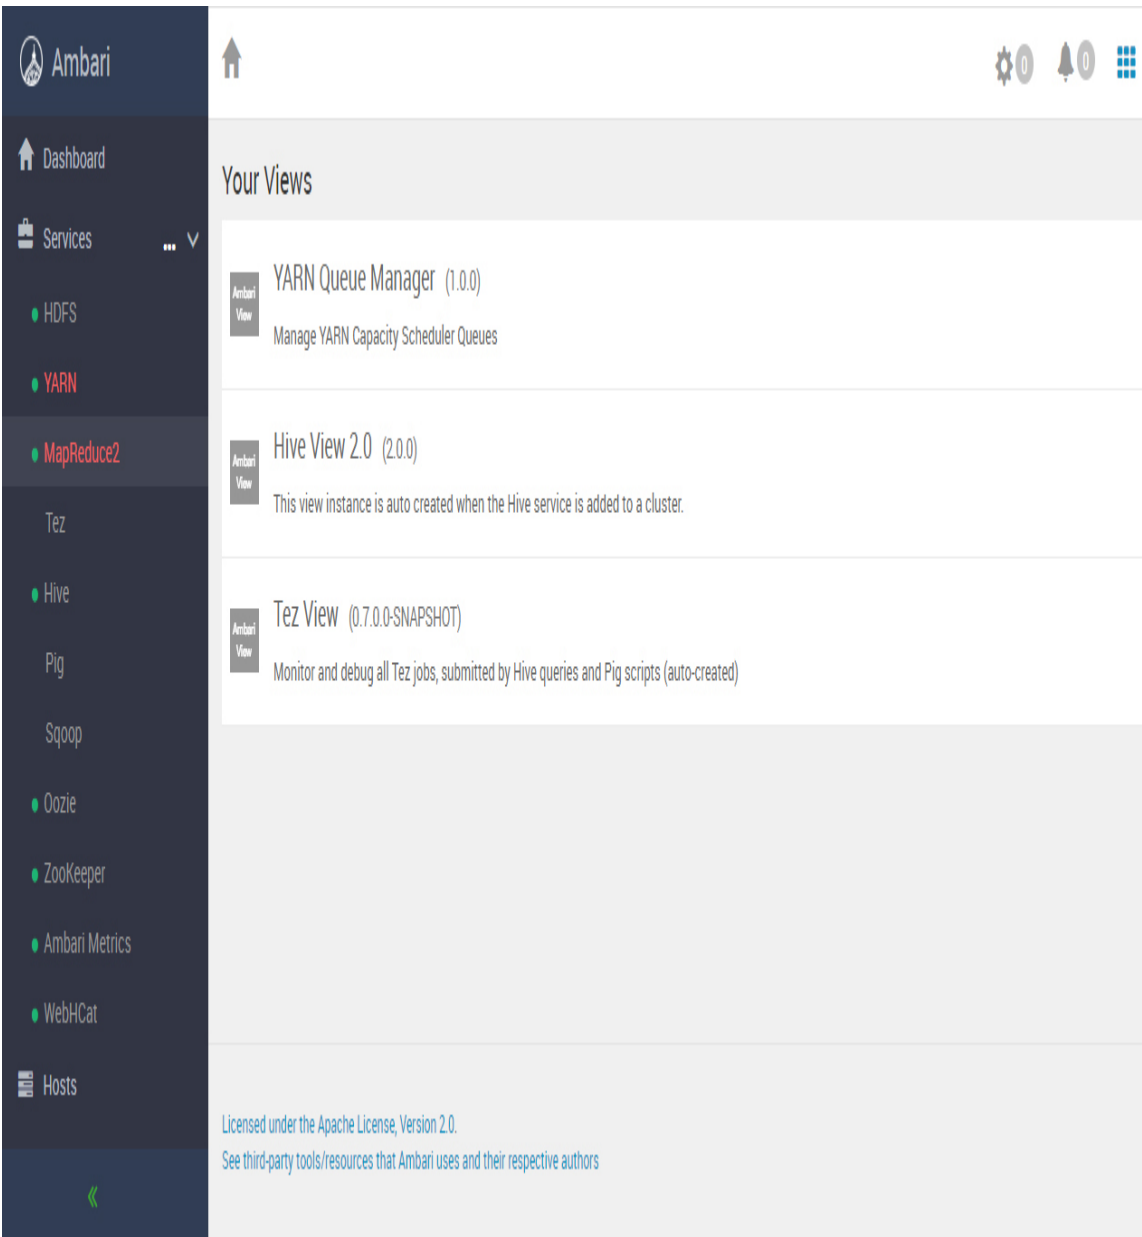 Ambari
0
0
Dashboard
Services
...
HDFS
YARN
MapReduce2
Tez
Hive
Pig
Sqoop
Oozie
ZooKeeper
Ambari Metrics
WebHCat
Hosts
Your Views
Ambari
View
YARN Queue Manager (1.0.0)
Manage YARN Capacity Scheduler Queues
Ambari
View
Hive View 2.0 (2.0.0)
This view instance is auto created when the Hive service is added to a cluster.
Ambari
View
Tez View (0.7.0.0-SNAPSHOT)
Monitor and debug all Tez jobs, submitted by Hive queries and Pig scripts (auto-created)
Licensed under the Apache License, Version 2.0.
See third-party tools/resources that Ambari uses and their respective authors